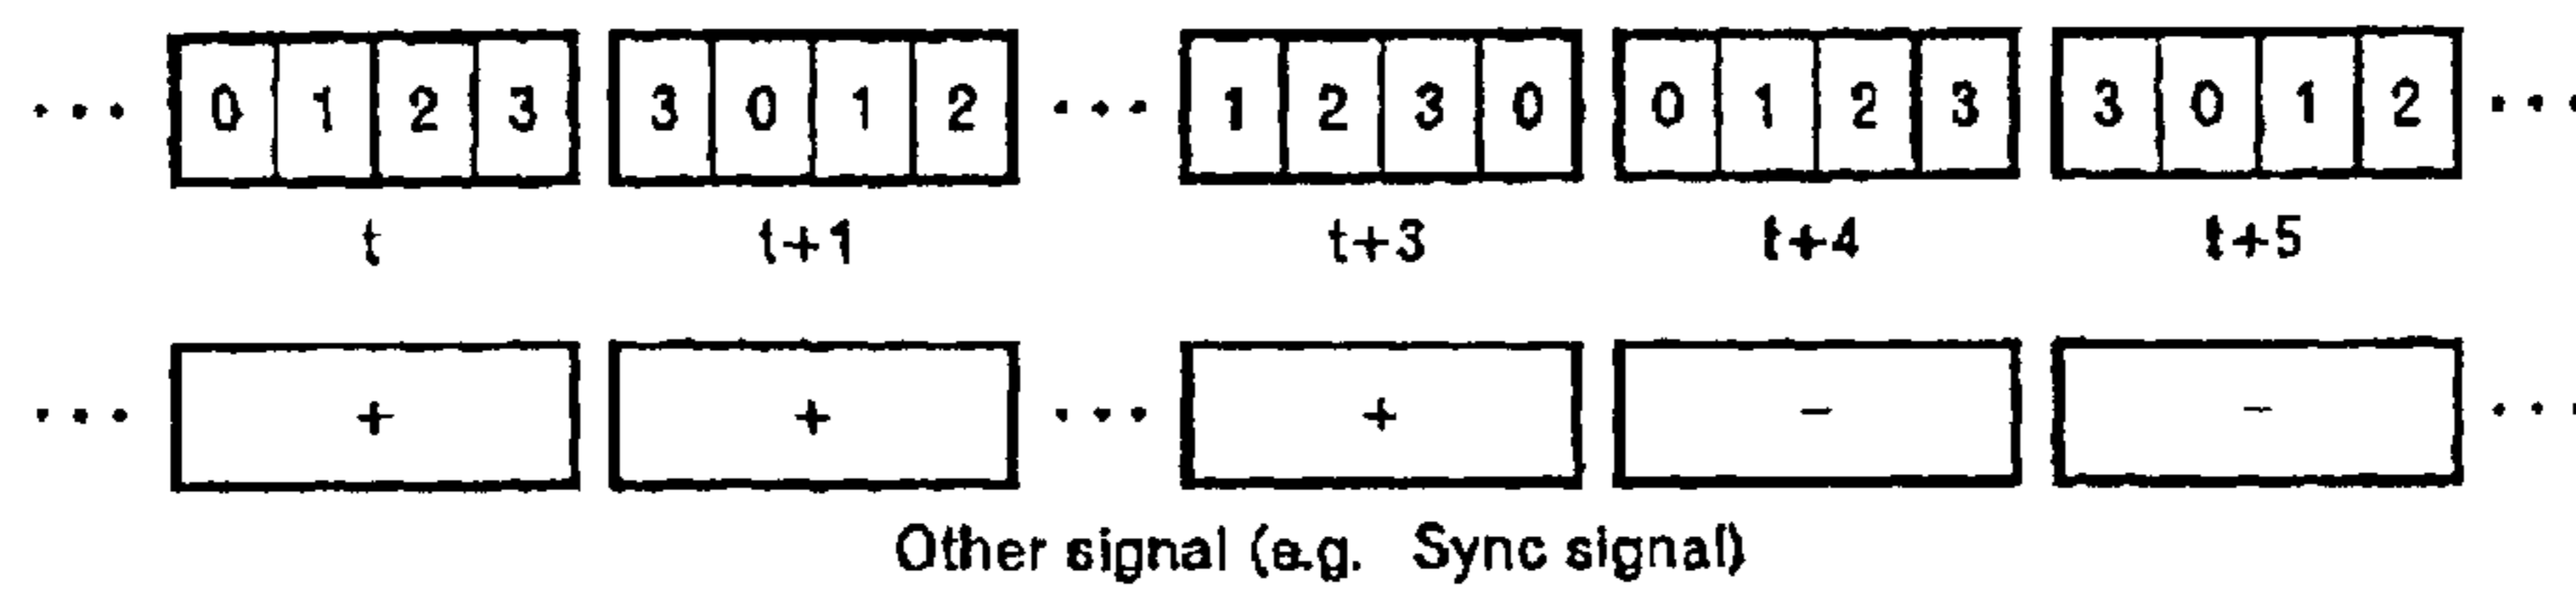 ... 0 1 2 3 3 0 1 2 ... 1 2 3 0 0 1 2 3 3 0 1 2 ...
t t+1 t+3 t+4 t+5
... + + ... + − − ...
Other signal (e.g. Sync signal)